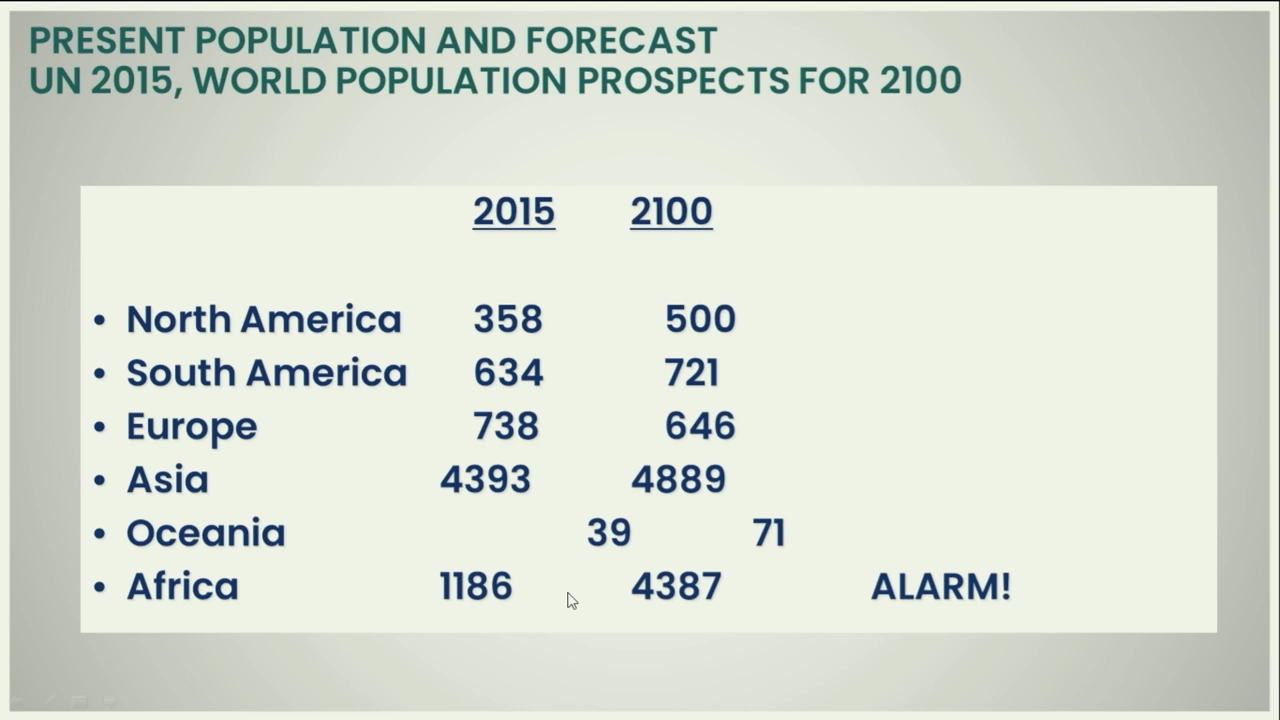 PRESENT POPULATION AND FORECAST
UN 2015, WORLD POPULATION PROSPECTS FOR 2100
2015 2100
• North America 358 500
• South America 634 721
• Europe 738 646
• Asia 4393 4889
• Oceania 39 71
• Africa 1186 4387 ALARM!